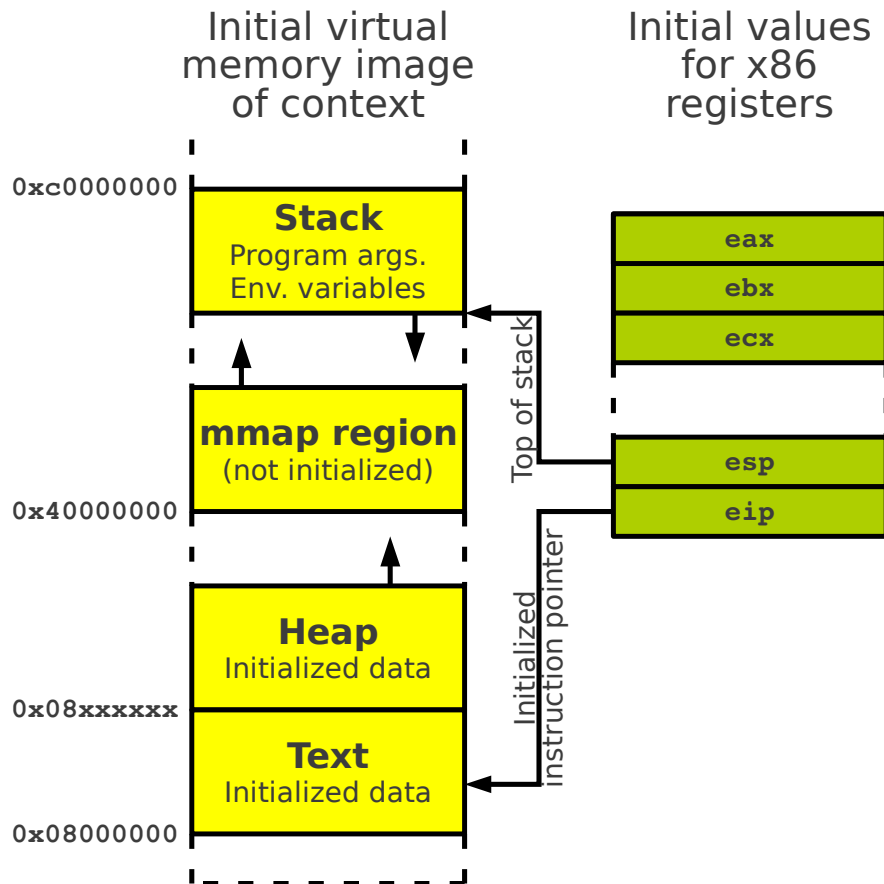 Initial virtual
memory image
of context
Initial values
for x86
registers
0xc0000000
Stack
Program args.
Env. variables
eax
ebx
ecx
Top of stack
mmap region
(not initialized)
esp
eip
0x40000000
Initialized
instruction pointer
Heap
Initialized data
0x08xxxxxx
Text
Initialized data
0x08000000